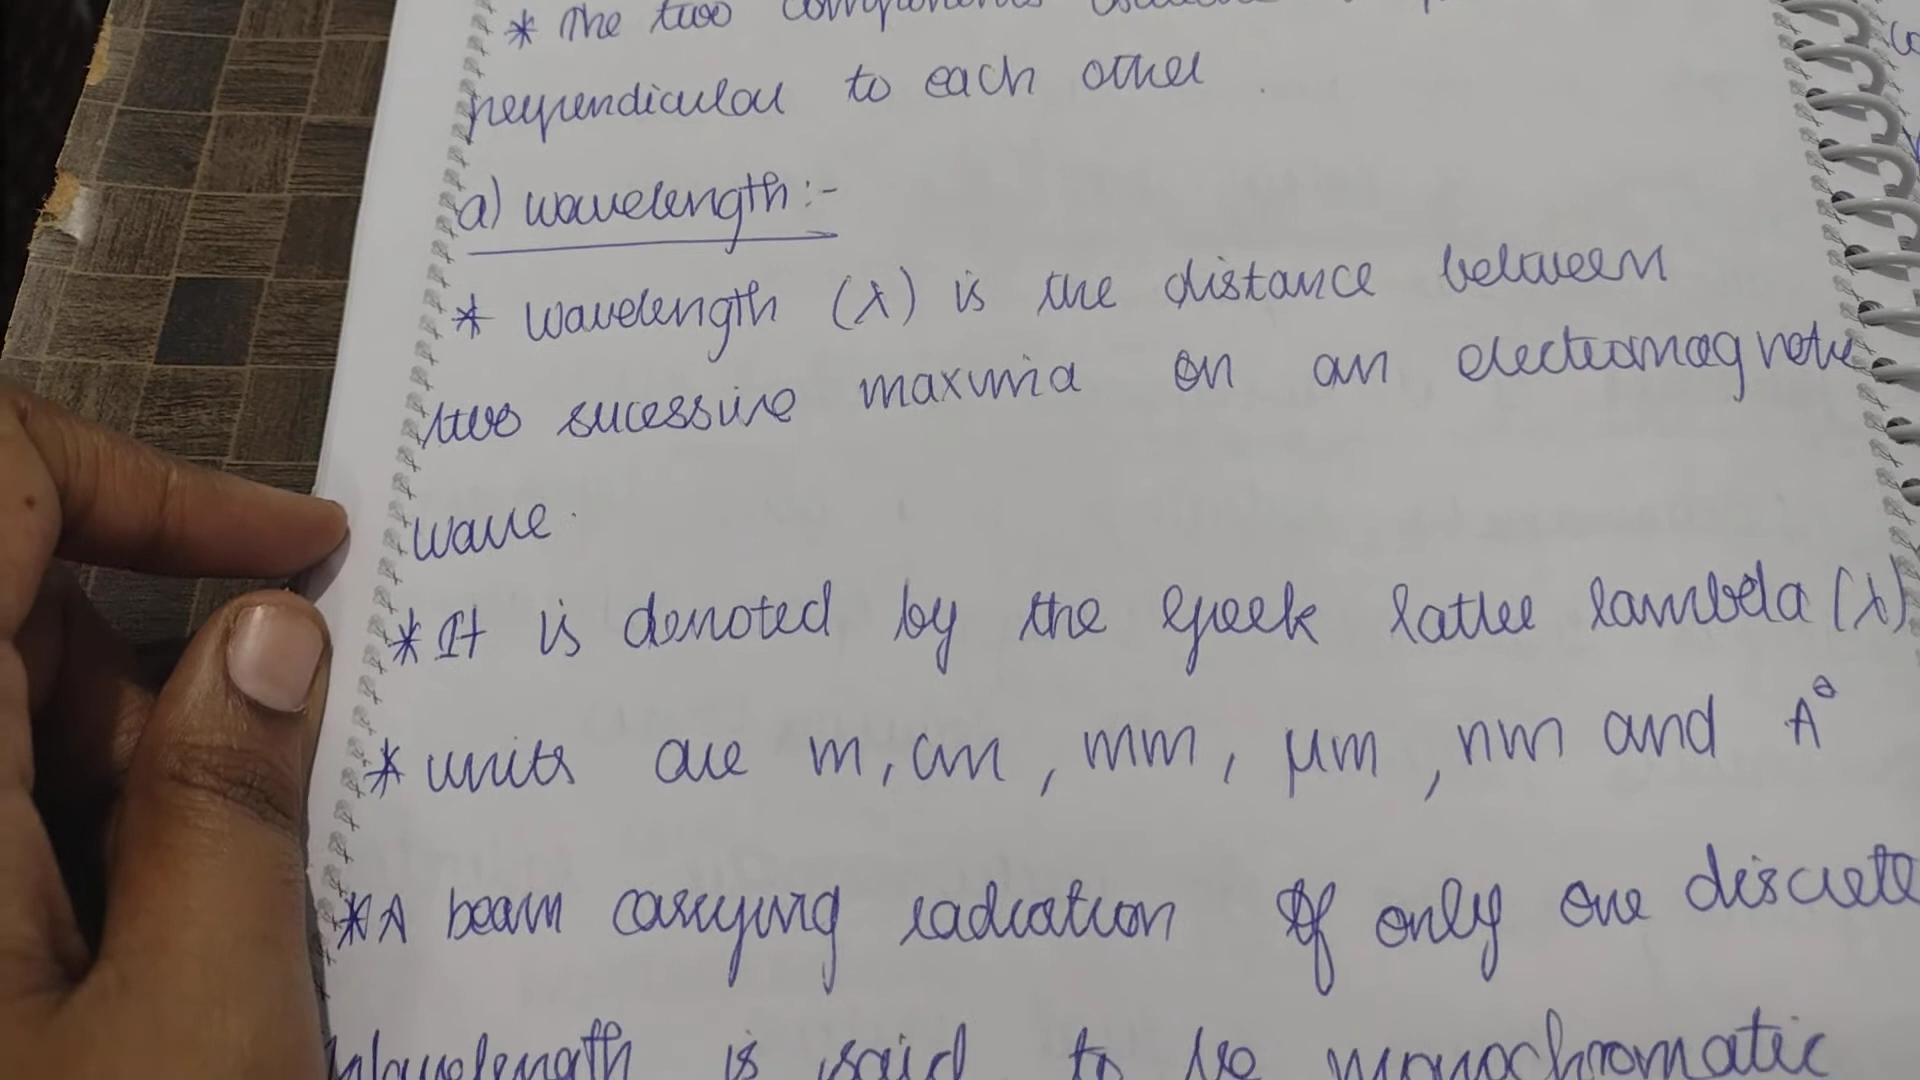 * The two components
perpendicular to each other
a) wavelength :-
* wavelength (λ) is the distance between
two sucessive maxima on an electromagnetic
wave.
* It is denoted by the Greek latter lambda (λ)
* units are m, cm, mm, μm, nm and A°
* A beam carrying radiation of only one discrete
Wavelength is said to be monochromatic